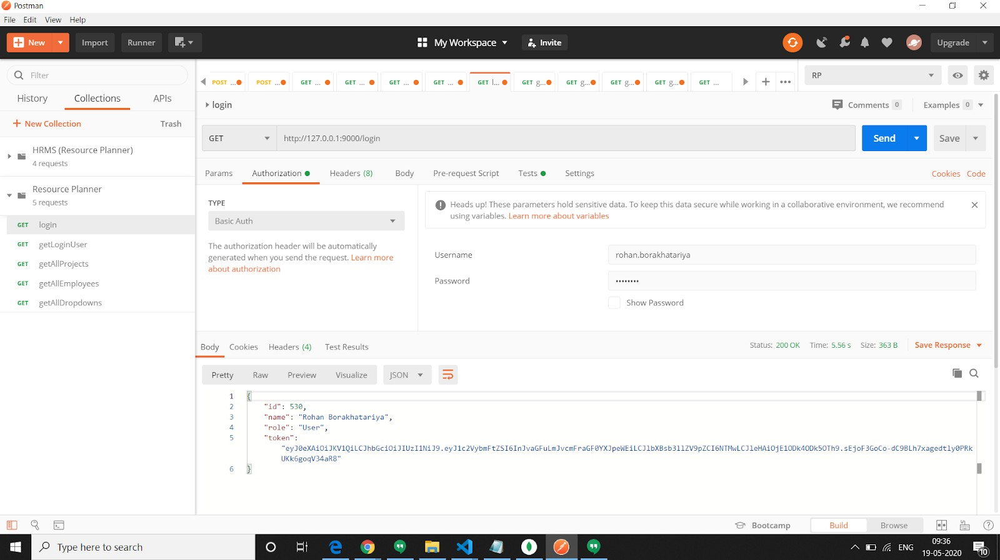 Postman
File Edit View Help
New Import Runner My Workspace Invite Upgrade
Filter
History Collections APIs
New Collection Trash
HRMS (Resource Planner)
4 requests
Resource Planner
5 requests
GET login
GET getLoginUser
GET getAllProjects
GET getAllEmployees
GET getAllDropdowns
POST ... POST ... GET ... GET ... GET ... GET ... GET l... GET g... GET g... GET g... GET g... GET ...
RP
login Comments 0 Examples 0
GET http://127.0.0.1:9000/login Send Save
Params Authorization Headers (8) Body Pre-request Script Tests Settings Cookies Code
TYPE
Basic Auth
The authorization header will be automatically
generated when you send the request. Learn more
about authorization
Heads up! These parameters hold sensitive data. To keep this data secure while working in a collaborative environment, we recommend
using variables. Learn more about variables
Username rohan.borakhatariya
Password ••••••••
Show Password
Body Cookies Headers (4) Test Results Status: 200 OK Time: 5.56 s Size: 363 B Save Response
Pretty Raw Preview Visualize JSON
1 {
2 "id": 530,
3 "name": "Rohan Borakhatariya",
4 "role": "User",
5 "token":
"eyJ0eXAiOiJKV1QiLCJhbGciOiJIUzI1NiJ9.eyJ1c2VybmFtZSI6InJvaGFuLmJvcmFraGF0YXJpeWEiLCJlbXBsb3llZV9pZCI6NTMwLCJleHAiOjE1ODk4ODk5OTh9.sEjoF3GoCo-dC9BLh7xagedtly0PRk
UKk6goqV34aR8"
6 }
Bootcamp Build Browse
Type here to search
ENG
09:36
19-05-2020
10